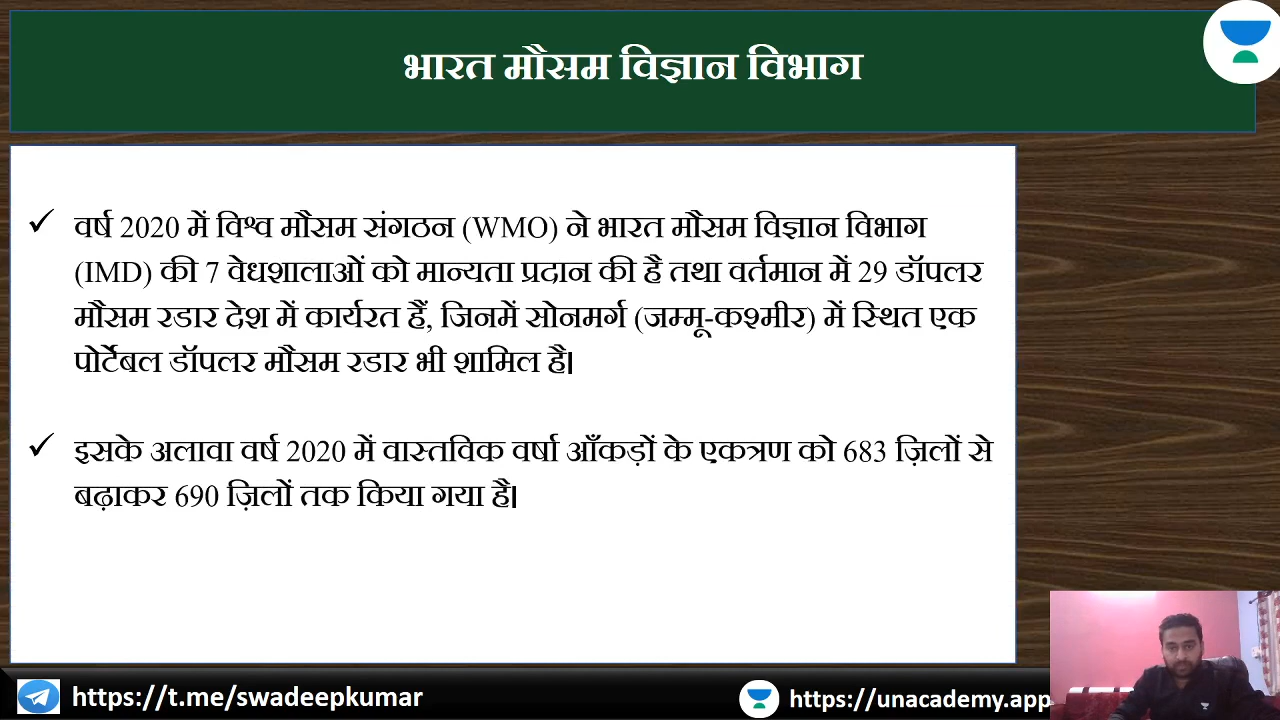 भारत मौसम विज्ञान विभाग
वर्ष 2020 में विश्व मौसम संगठन (WMO) ने भारत मौसम विज्ञान विभाग
(IMD) की 7 वेधशालाओं को मान्यता प्रदान की है तथा वर्तमान में 29 डॉपलर
मौसम रडार देश में कार्यरत हैं, जिनमें सोनमर्ग (जम्मू-कश्मीर) में स्थित एक
पोर्टेबल डॉपलर मौसम रडार भी शामिल है।
इसके अलावा वर्ष 2020 में वास्तविक वर्षा आँकड़ों के एकत्रण को 683 ज़िलों से
बढ़ाकर 690 ज़िलों तक किया गया है।
https://t.me/swadeepkumar
https://unacademy.app